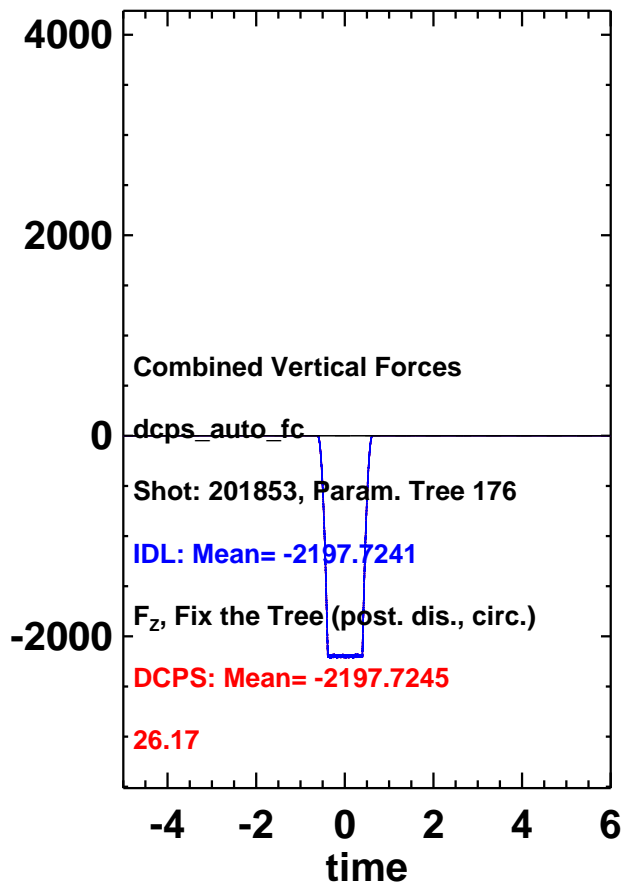 4000
2000
Combined Vertical Forces
0
dcps_auto_fc
Shot: 201853, Param. Tree 176
IDL: Mean= -2197.7241
-2000
F_Z, Fix the Tree (post. dis., circ.)
DCPS: Mean= -2197.7245
26.17
-4 -2 0 2 4 6
time